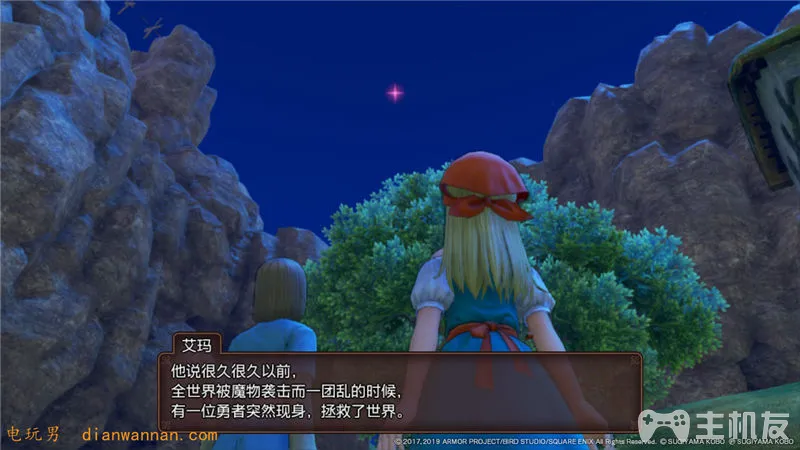 艾玛
他说很久很久以前，
全世界被魔物袭击而一团乱的时候，
有一位勇者突然现身，拯救了世界。
电玩男 dianwannan.com
主机友
© 2017, 2019 ARMOR PROJECT/BIRD STUDIO/SQUARE ENIX All Rights Reserved. © SUGIYAMA KOBO ℗ SUGIYAMA KOBO